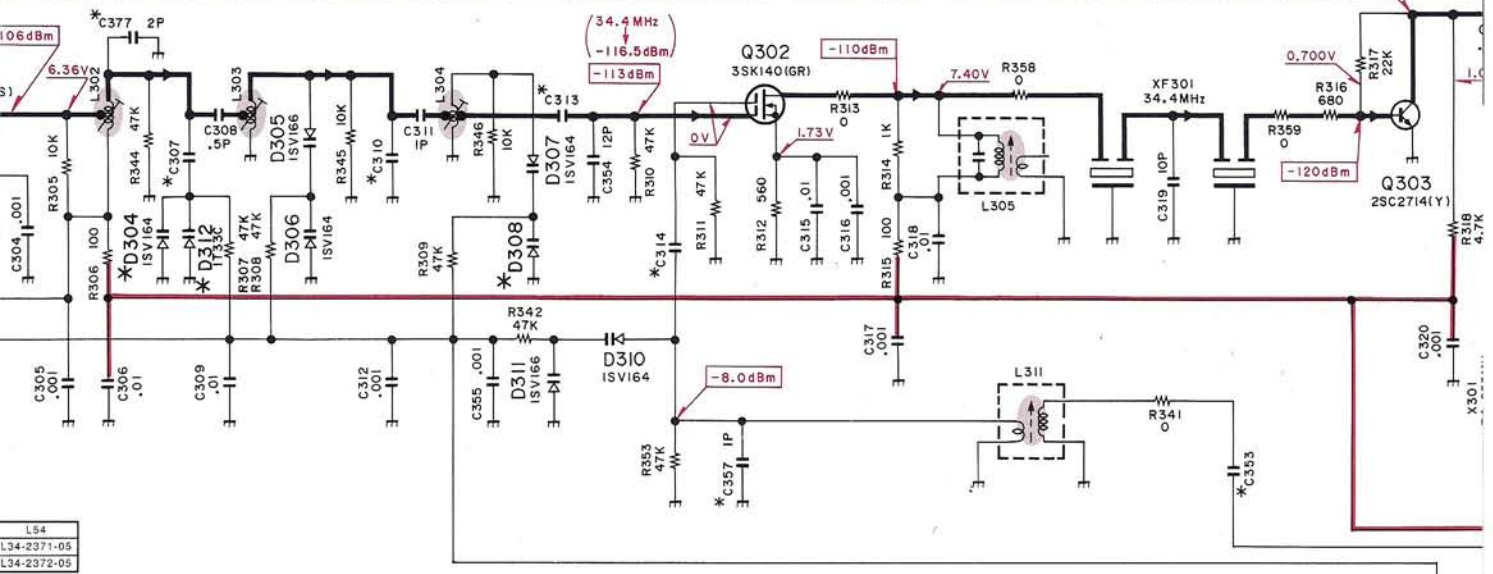 *C377 2P
106dBm
6.36V
S)
L302
47K
R344
C308
.5P
*C307
10K
R305
C304 .001
100
R306
*D304
1SV164
*D312
1T33C
R307 47K
R308 47K
L303
D305
1SV166
D306
1SV164
10K
R345
*C310
C311
1P
L304
R346
10K
R309
47K
*
C313
D307
1SV164
*D308
(34.4MHz
-116.5dBm)
-113dBm
C354 12P
R310 47K
0V
R311 47K
*C314
Q302
3SK140(GR)
1.73V
R312 560
C315 .01
C316 .001
-110dBm
R313
0
7.40V
R358
0
R314 1K
R315 100
C318
.01
L305
XF301
34.4MHz
C319 10P
R359
0
0.700V
R316
680
R317
22K
-120dBm
Q303
2SC2714(Y)
R318
4.7K
1.0
C305
.001
C306
.01
C309
.01
C312
.001
C355 .001
R342
47K
D311
1SV166
D310
1SV164
-8.0dBm
R353
47K
*C357 1P
C317
.001
L311
R341
0
*C353
C320
.001
X301
L54
L34-2371-05
L34-2372-05